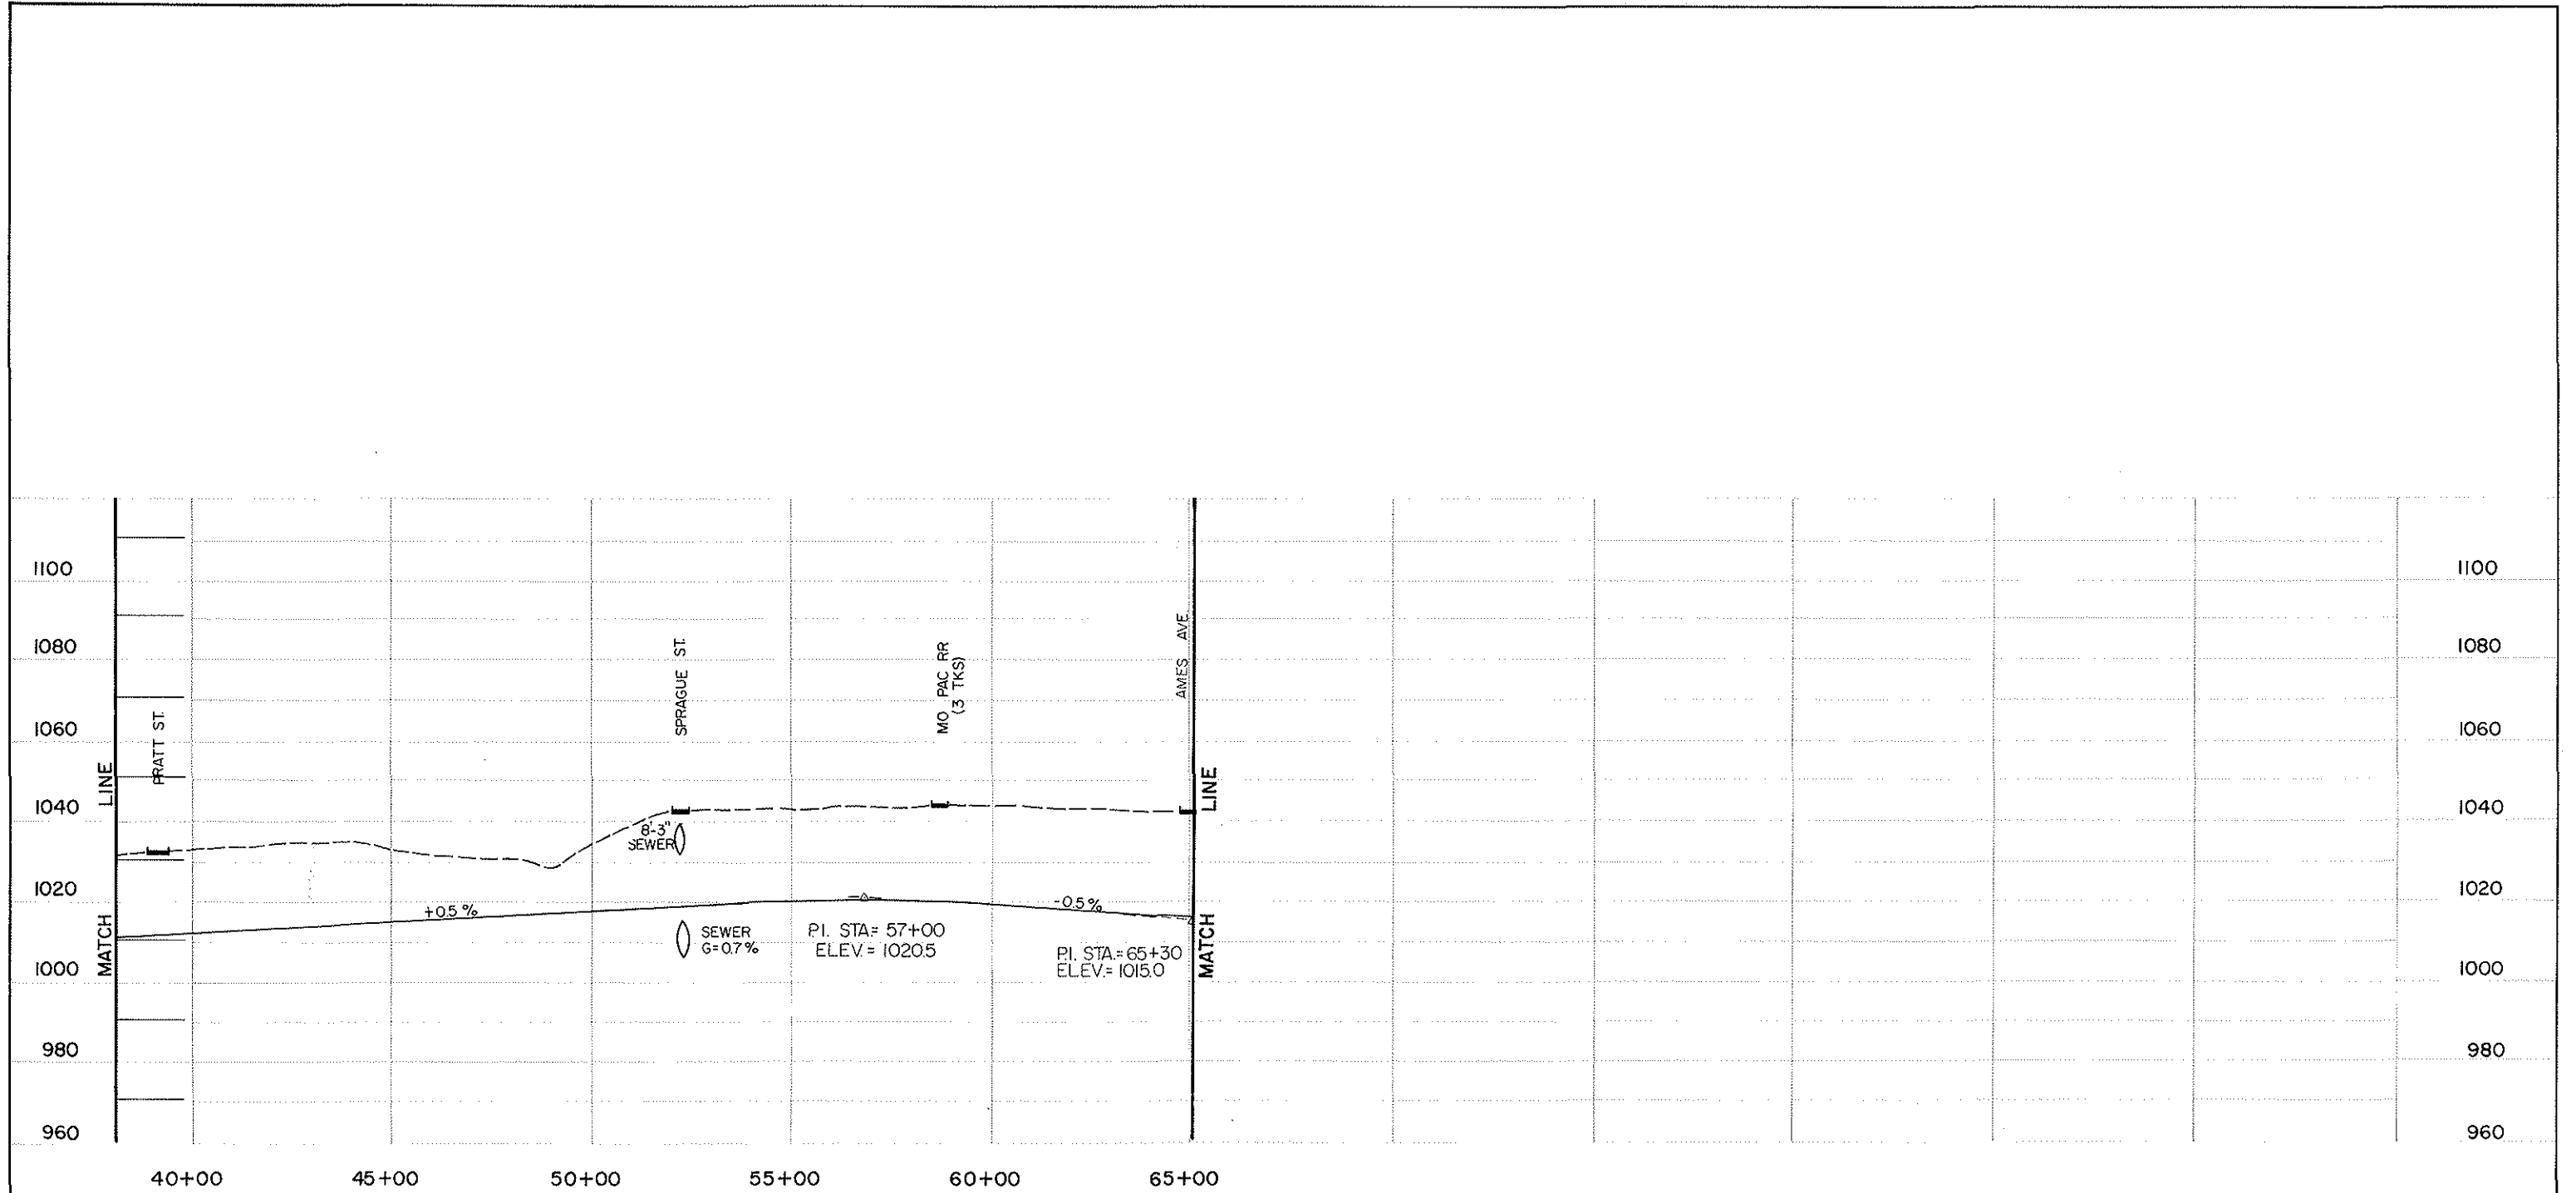 1100
1080
1060
1040
1020
1000
980
960
MATCH LINE
PRATT ST.
+0.5%
8'-3"
SEWER
SPRAGUE ST.
SEWER
G=0.7%
P.I. STA.= 57+00
ELEV.= 1020.5
MO PAC RR
(3 TKS)
-0.5%
P.I. STA.= 65+30
ELEV.= 1015.0
AMES AVE.
MATCH LINE
1100
1080
1060
1040
1020
1000
980
960
40+00 45+00 50+00 55+00 60+00 65+00